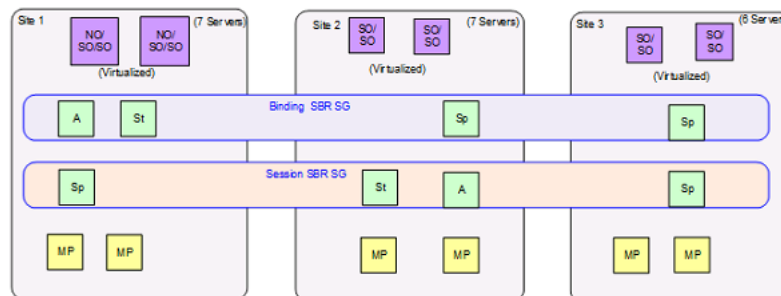 Site 1
NO/
SO/SO
NO/
SO/SO
(7 Servers)
(Virtualized)
Site 2
SO/
SO
SO/
SO
(7 Servers)
(Virtualized)
Site 3
SO/
SO
SO/
SO
(6 Servers)
(Virtualized)
Binding SBR SG
A
St
Sp
Sp
Session SBR SG
Sp
St
A
Sp
MP
MP
MP
MP
MP
MP